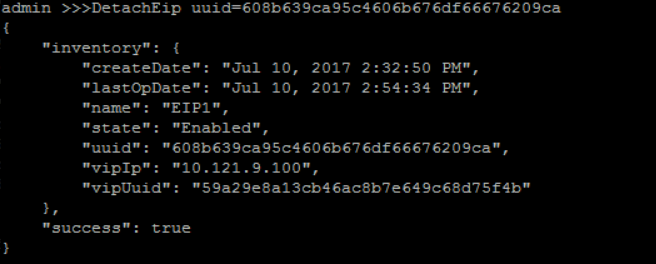 admin >>>DetachEip uuid=608b639ca95c4606b676df66676209ca
{
    "inventory": {
        "createDate": "Jul 10, 2017 2:32:50 PM",
        "lastOpDate": "Jul 10, 2017 2:54:34 PM",
        "name": "EIP1",
        "state": "Enabled",
        "uuid": "608b639ca95c4606b676df66676209ca",
        "vipIp": "10.121.9.100",
        "vipUuid": "59a29e8a13cb46ac8b7e649c68d75f4b"
    },
    "success": true
}